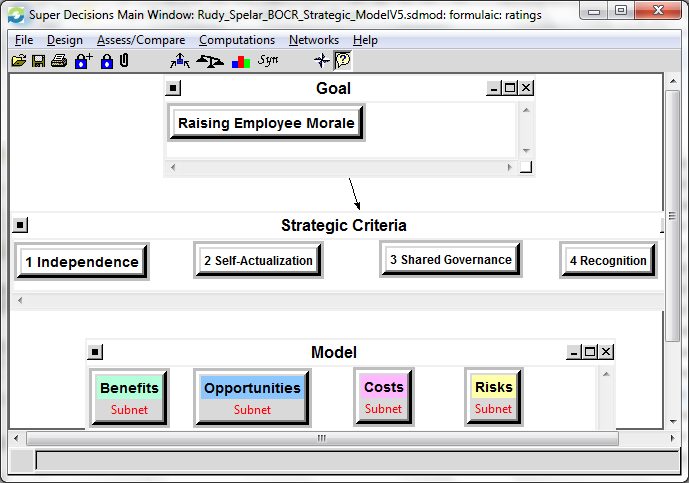 Super Decisions Main Window: Rudy_Spelar_BOCR_Strategic_ModelV5.sdmod: formulaic: ratings
File Design Assess/Compare Computations Networks Help
Syn
Goal
Raising Employee Morale
Strategic Criteria
1 Independence 2 Self-Actualization 3 Shared Governance 4 Recognition
Model
Benefits Opportunities Costs Risks
Subnet Subnet Subnet Subnet